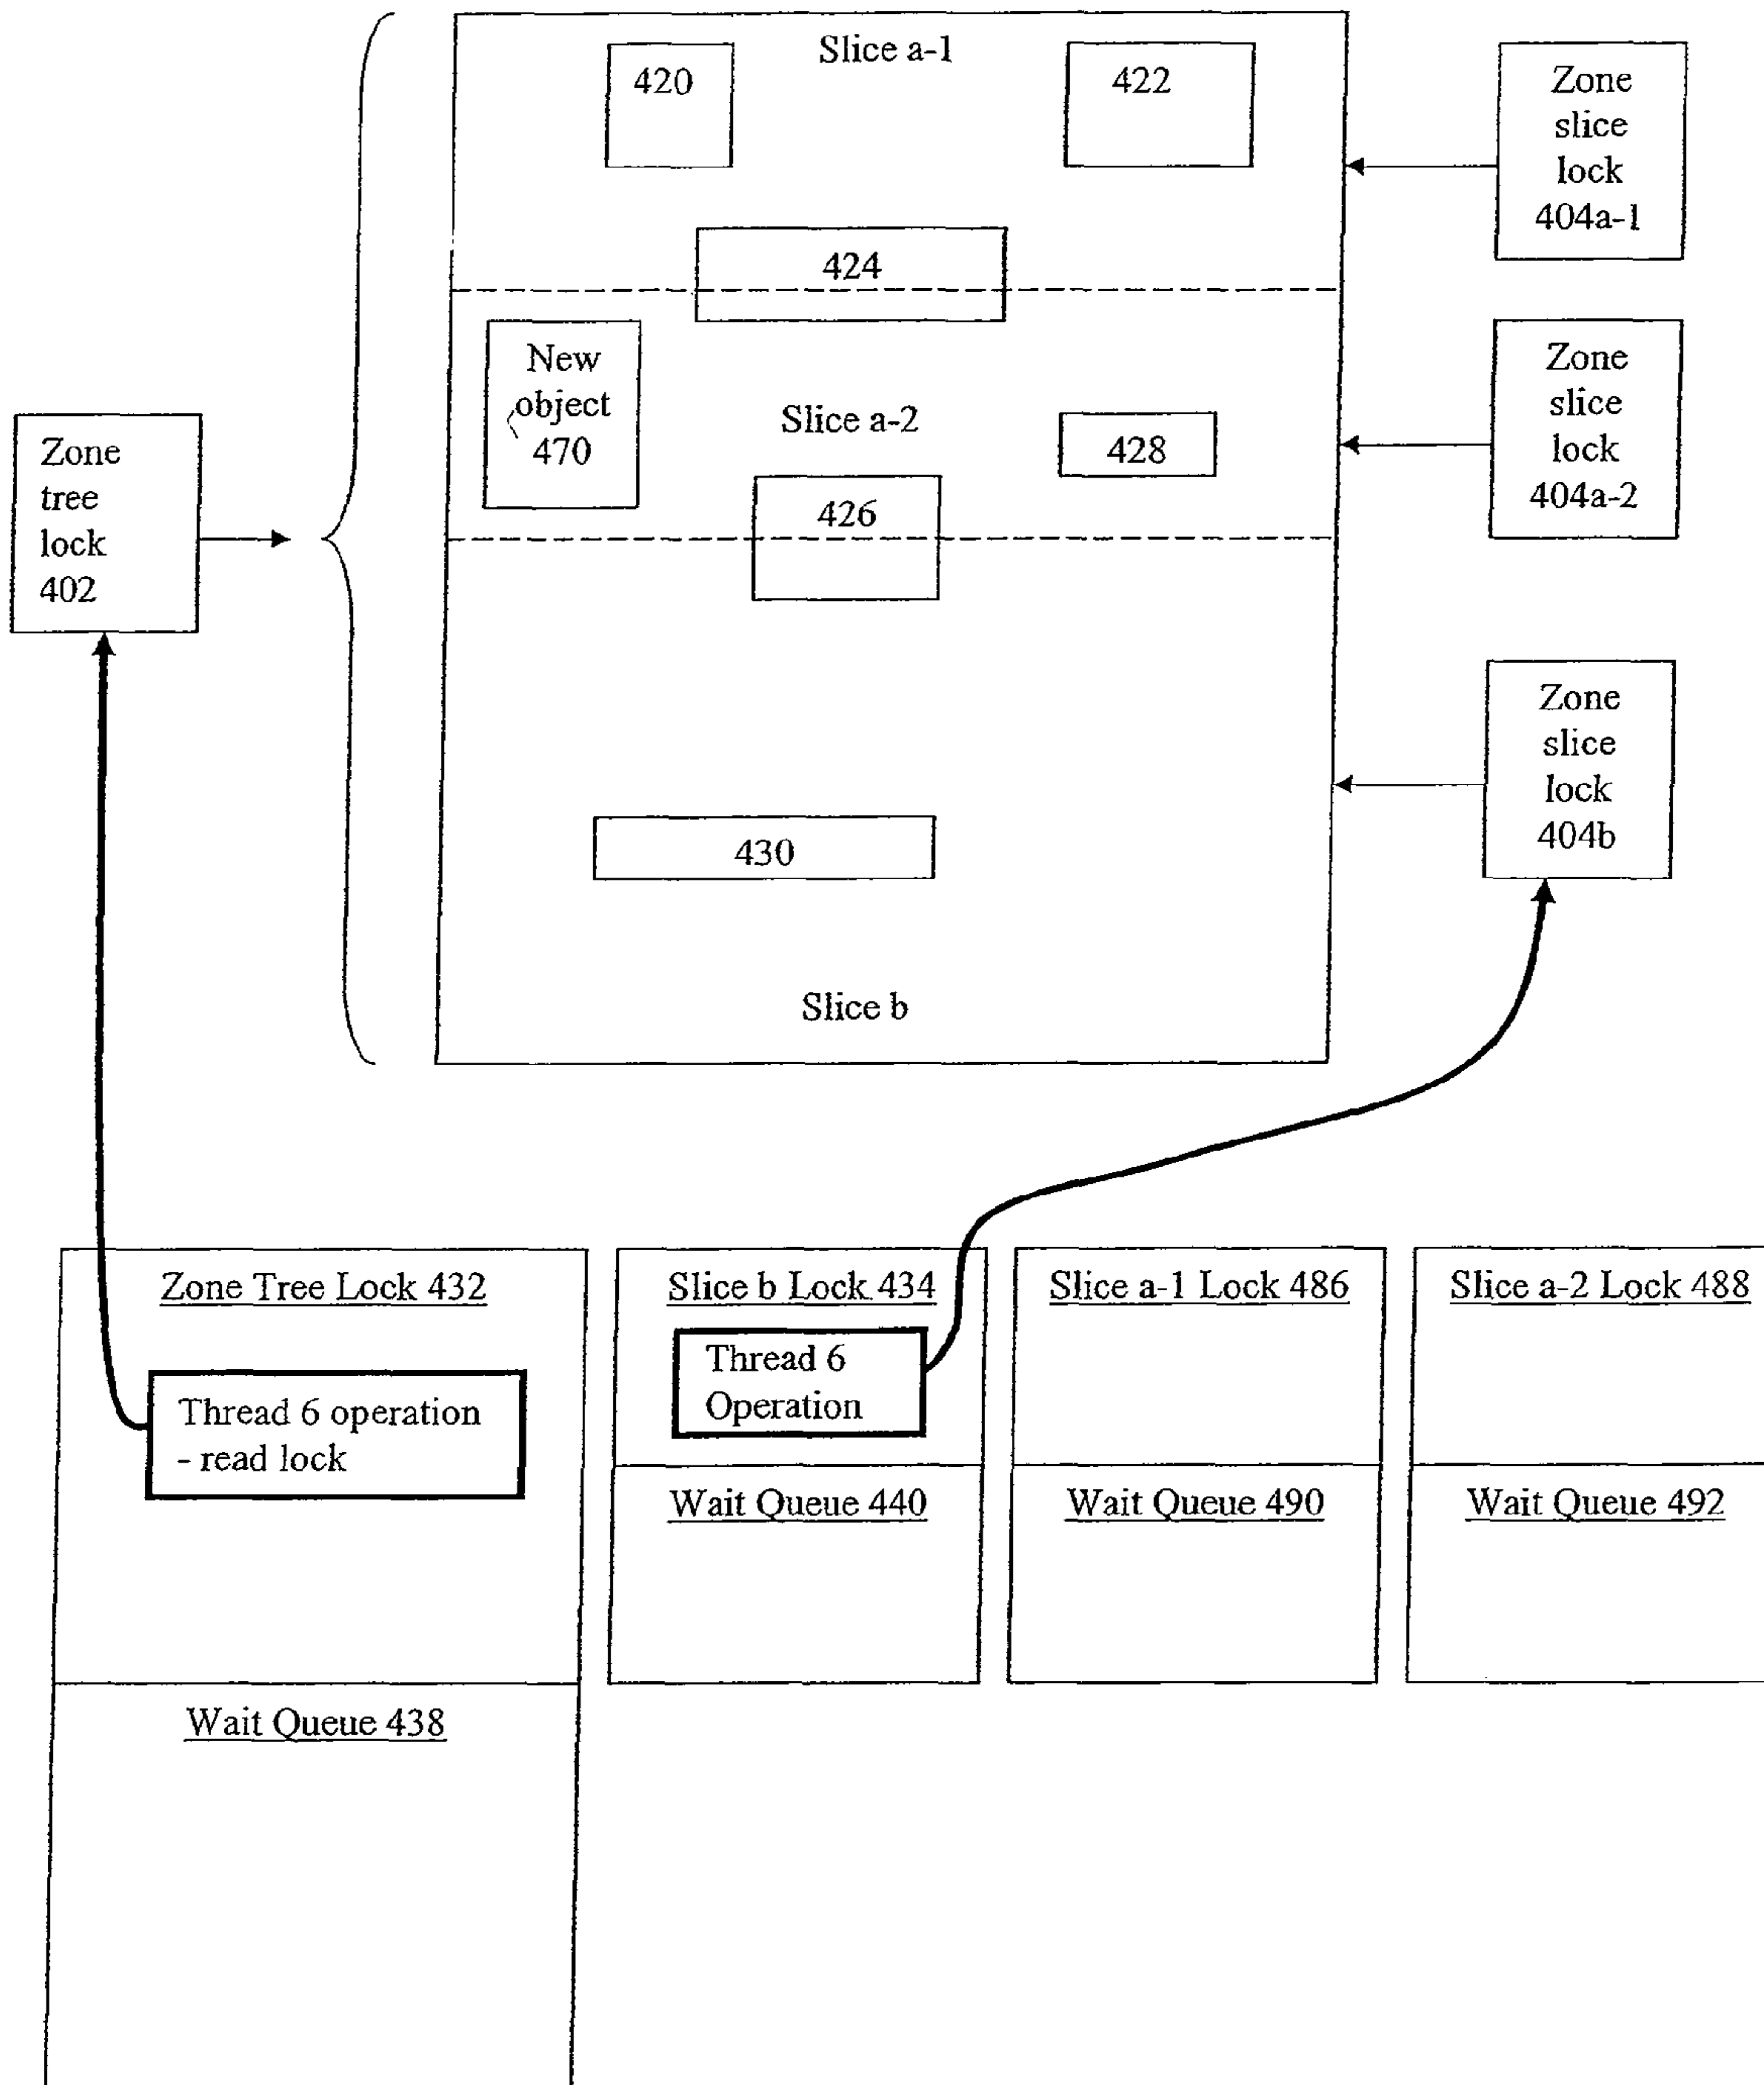 Slice a-1
420
422
Zone
slice
lock
404a-1
424
New
object
470
Slice a-2
428
426
Zone
slice
lock
404a-2
Zone
tree
lock
402
Zone
slice
lock
404b
430
Slice b
Zone Tree Lock 432
Thread 6 operation
- read lock
Wait Queue 438
Slice b Lock 434
Thread 6
Operation
Wait Queue 440
Slice a-1 Lock 486
Wait Queue 490
Slice a-2 Lock 488
Wait Queue 492